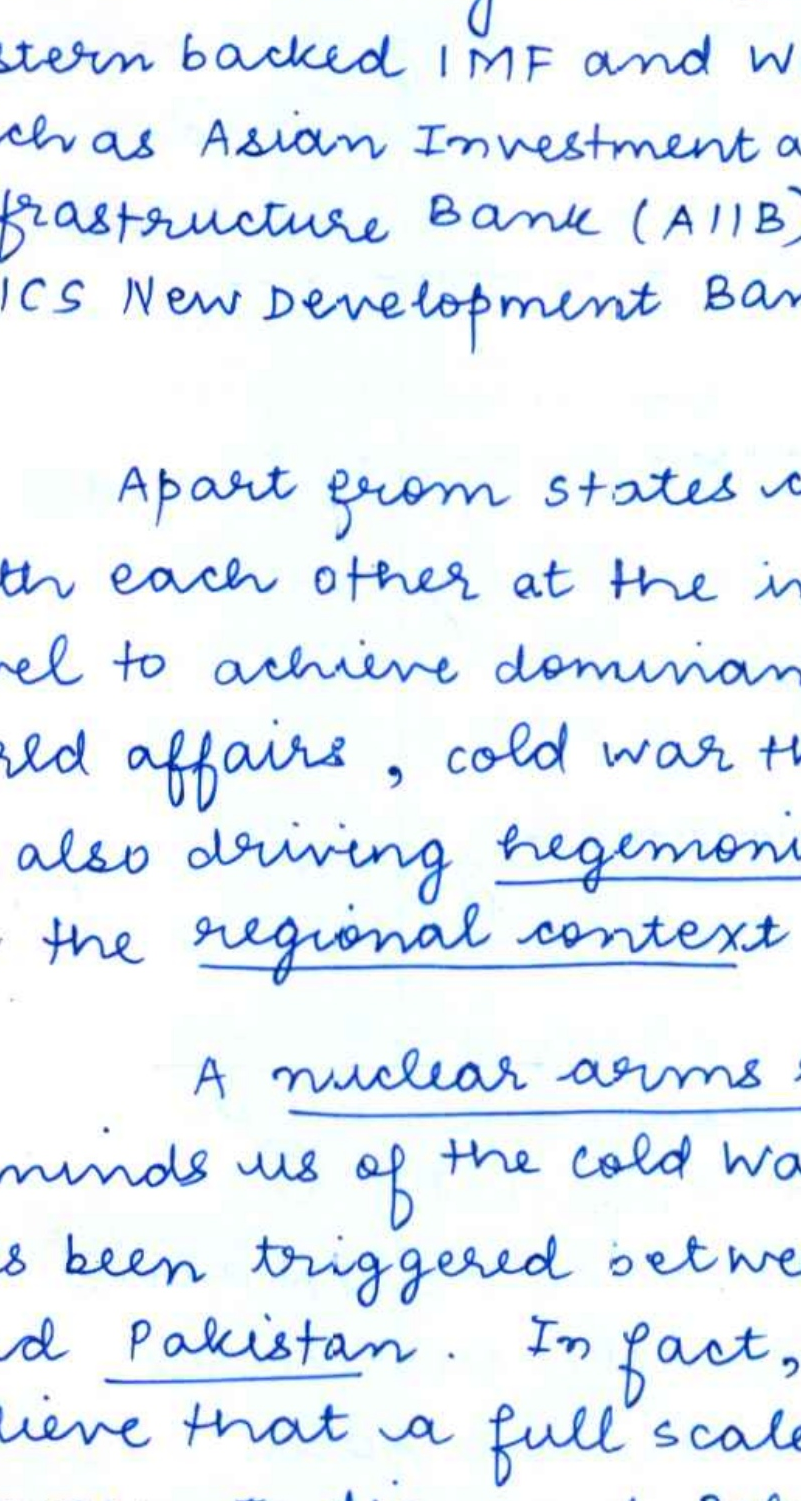 stern backed IMF and W
ch as Asian Investment a
frastructure Bank (AIIB)
ICS New Development Ban
Apart from states c
th each other at the in
el to achieve dominan
rld affairs, cold war th
also driving hegemoni
the regional context
A nuclear arms
minds us of the cold wa
s been triggered betwe
d Pakistan. In fact,
lieve that a full scale